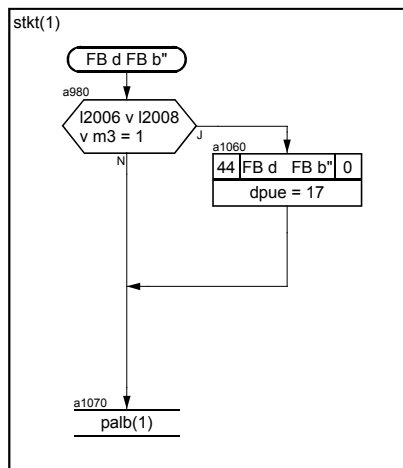 stkt(1)
FB d FB b"
a980
l2006 v l2008
v m3 = 1
J
N
a1060
44 FB d FB b" 0
dpue = 17
a1070
palb(1)